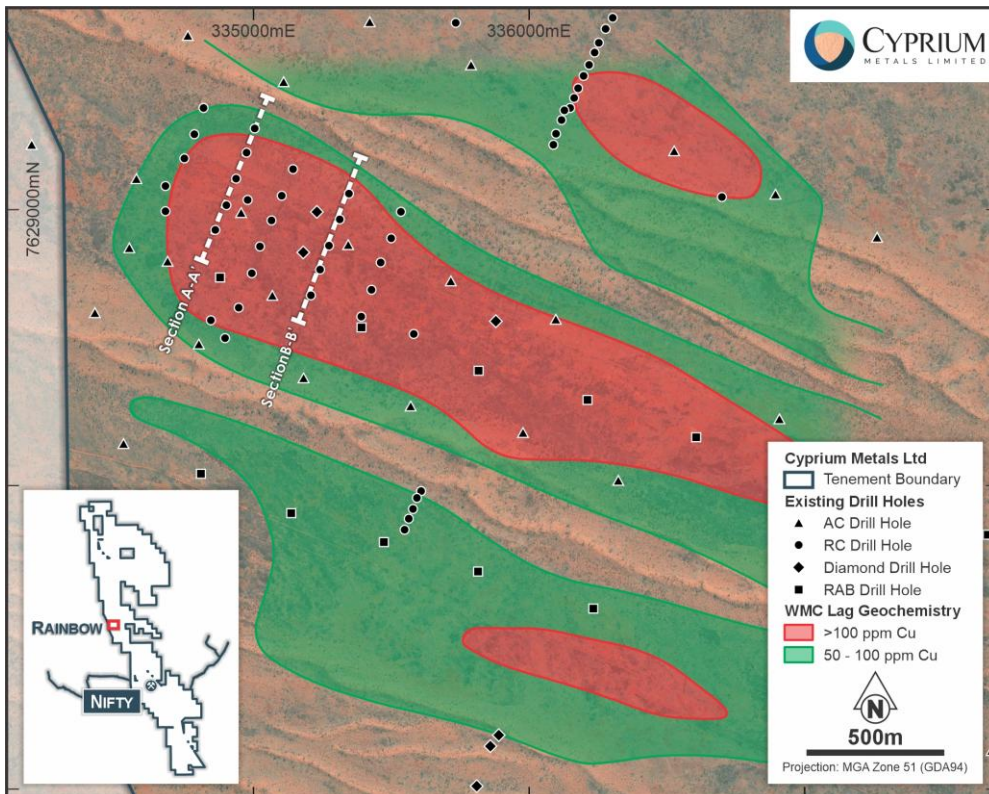 335000mE
336000mE
7629000mN
CYPRIUM
METALS LIMITED
Section A-A'
Section B-B'
RAINBOW
NIFTY
Cyprium Metals Ltd
Tenement Boundary
Existing Drill Holes
AC Drill Hole
RC Drill Hole
Diamond Drill Hole
RAB Drill Hole
WMC Lag Geochemistry
>100 ppm Cu
50 - 100 ppm Cu
N
500m
Projection: MGA Zone 51 (GDA94)